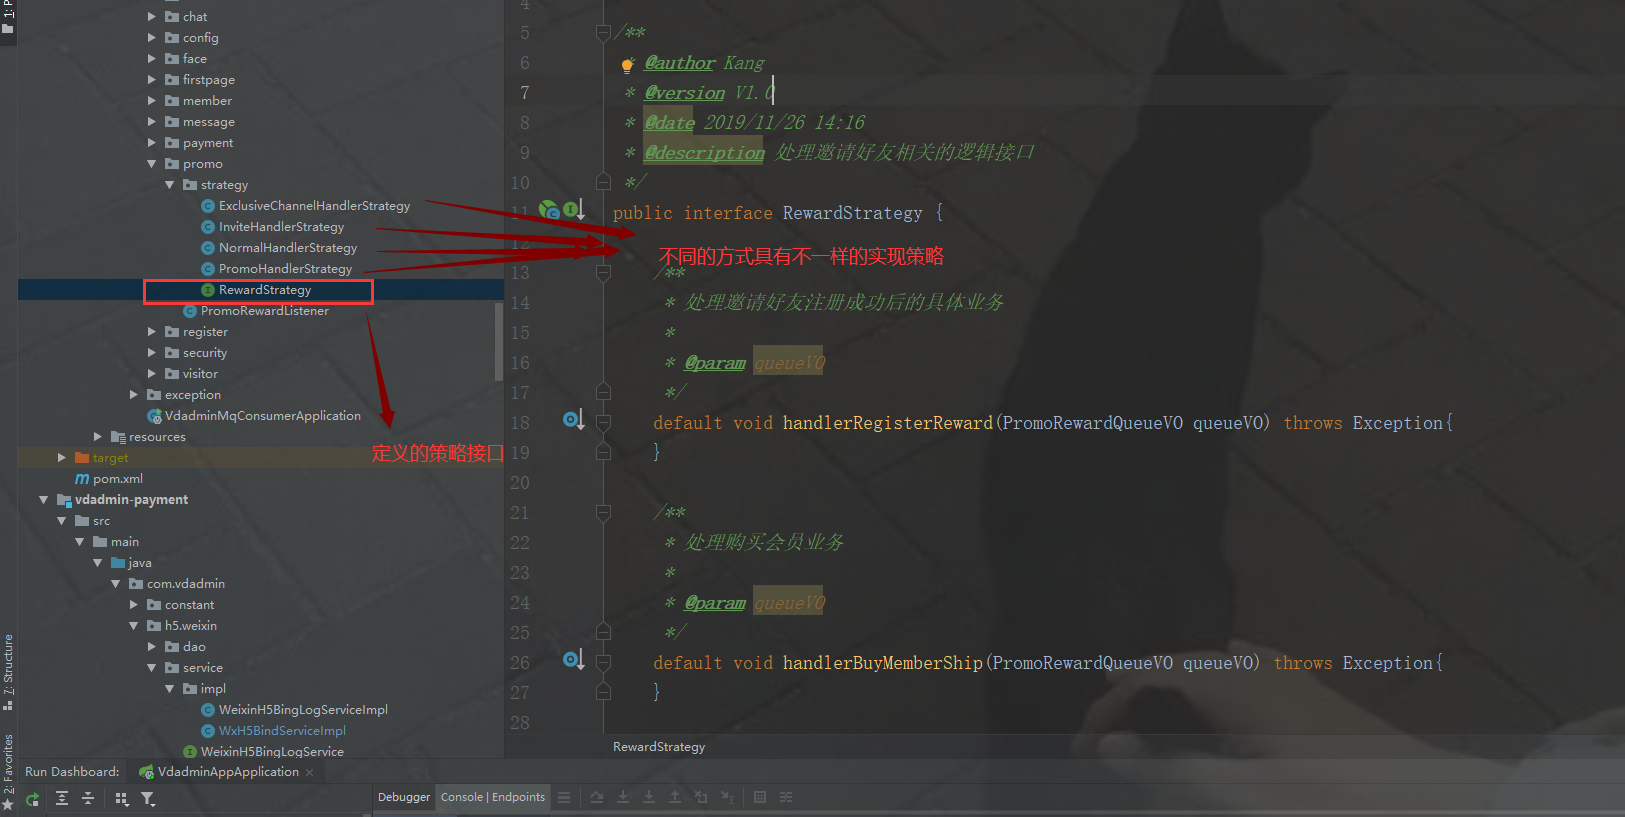 1: P
chat
config
face
firstpage
member
message
payment
promo
strategy
ExclusiveChannelHandlerStrategy
InviteHandlerStrategy
NormalHandlerStrategy
PromoHandlerStrategy
RewardStrategy
PromoRewardListener
register
security
visitor
exception
VdadminMqConsumerApplication
resources
target
pom.xml
vdadmin-payment
src
main
java
com.vdadmin
constant
h5.weixin
dao
service
impl
WeixinH5BingLogServiceImpl
WxH5BindServiceImpl
WeixinH5BingLogService
定义的策略接口
4
5 /**
6 * @author Kang
7 * @version V1.0
8 * @date 2019/11/26 14:16
9 * @description 处理邀请好友相关的逻辑接口
10 */
11 public interface RewardStrategy {
12
不同的方式具有不一样的实现策略
13 /**
14 * 处理邀请好友注册成功后的具体业务
15 *
16 * @param queueVO
17 */
18 default void handlerRegisterReward(PromoRewardQueueVO queueVO) throws Exception{
19 }
20
21 /**
22 * 处理购买会员业务
23 *
24 * @param queueVO
25 */
26 default void handlerBuyMemberShip(PromoRewardQueueVO queueVO) throws Exception{
27 }
28
RewardStrategy
7: Structure
2: Favorites
Run Dashboard: VdadminAppApplication ×
Debugger Console | Endpoints